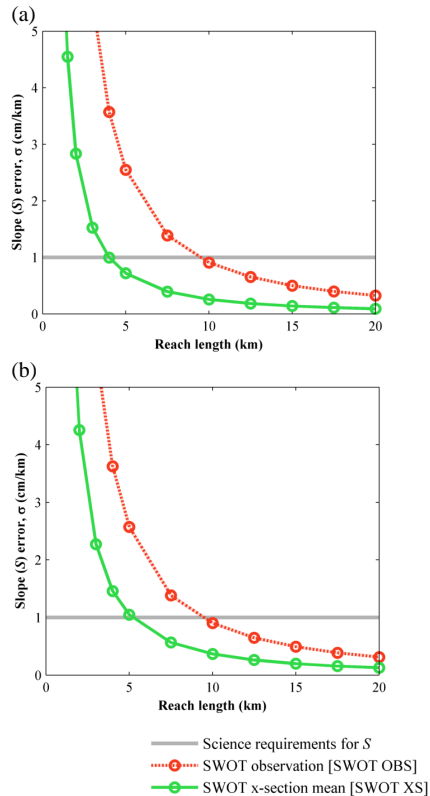 (a)
5
4
3
2
1
0
Slope (S) error, σ (cm/km)
0 5 10 15 20
Reach length (km)
(b)
5
4
3
2
1
0
Slope (S) error, σ (cm/km)
0 5 10 15 20
Reach length (km)
Science requirements for S
SWOT observation [SWOT OBS]
SWOT x-section mean [SWOT XS]